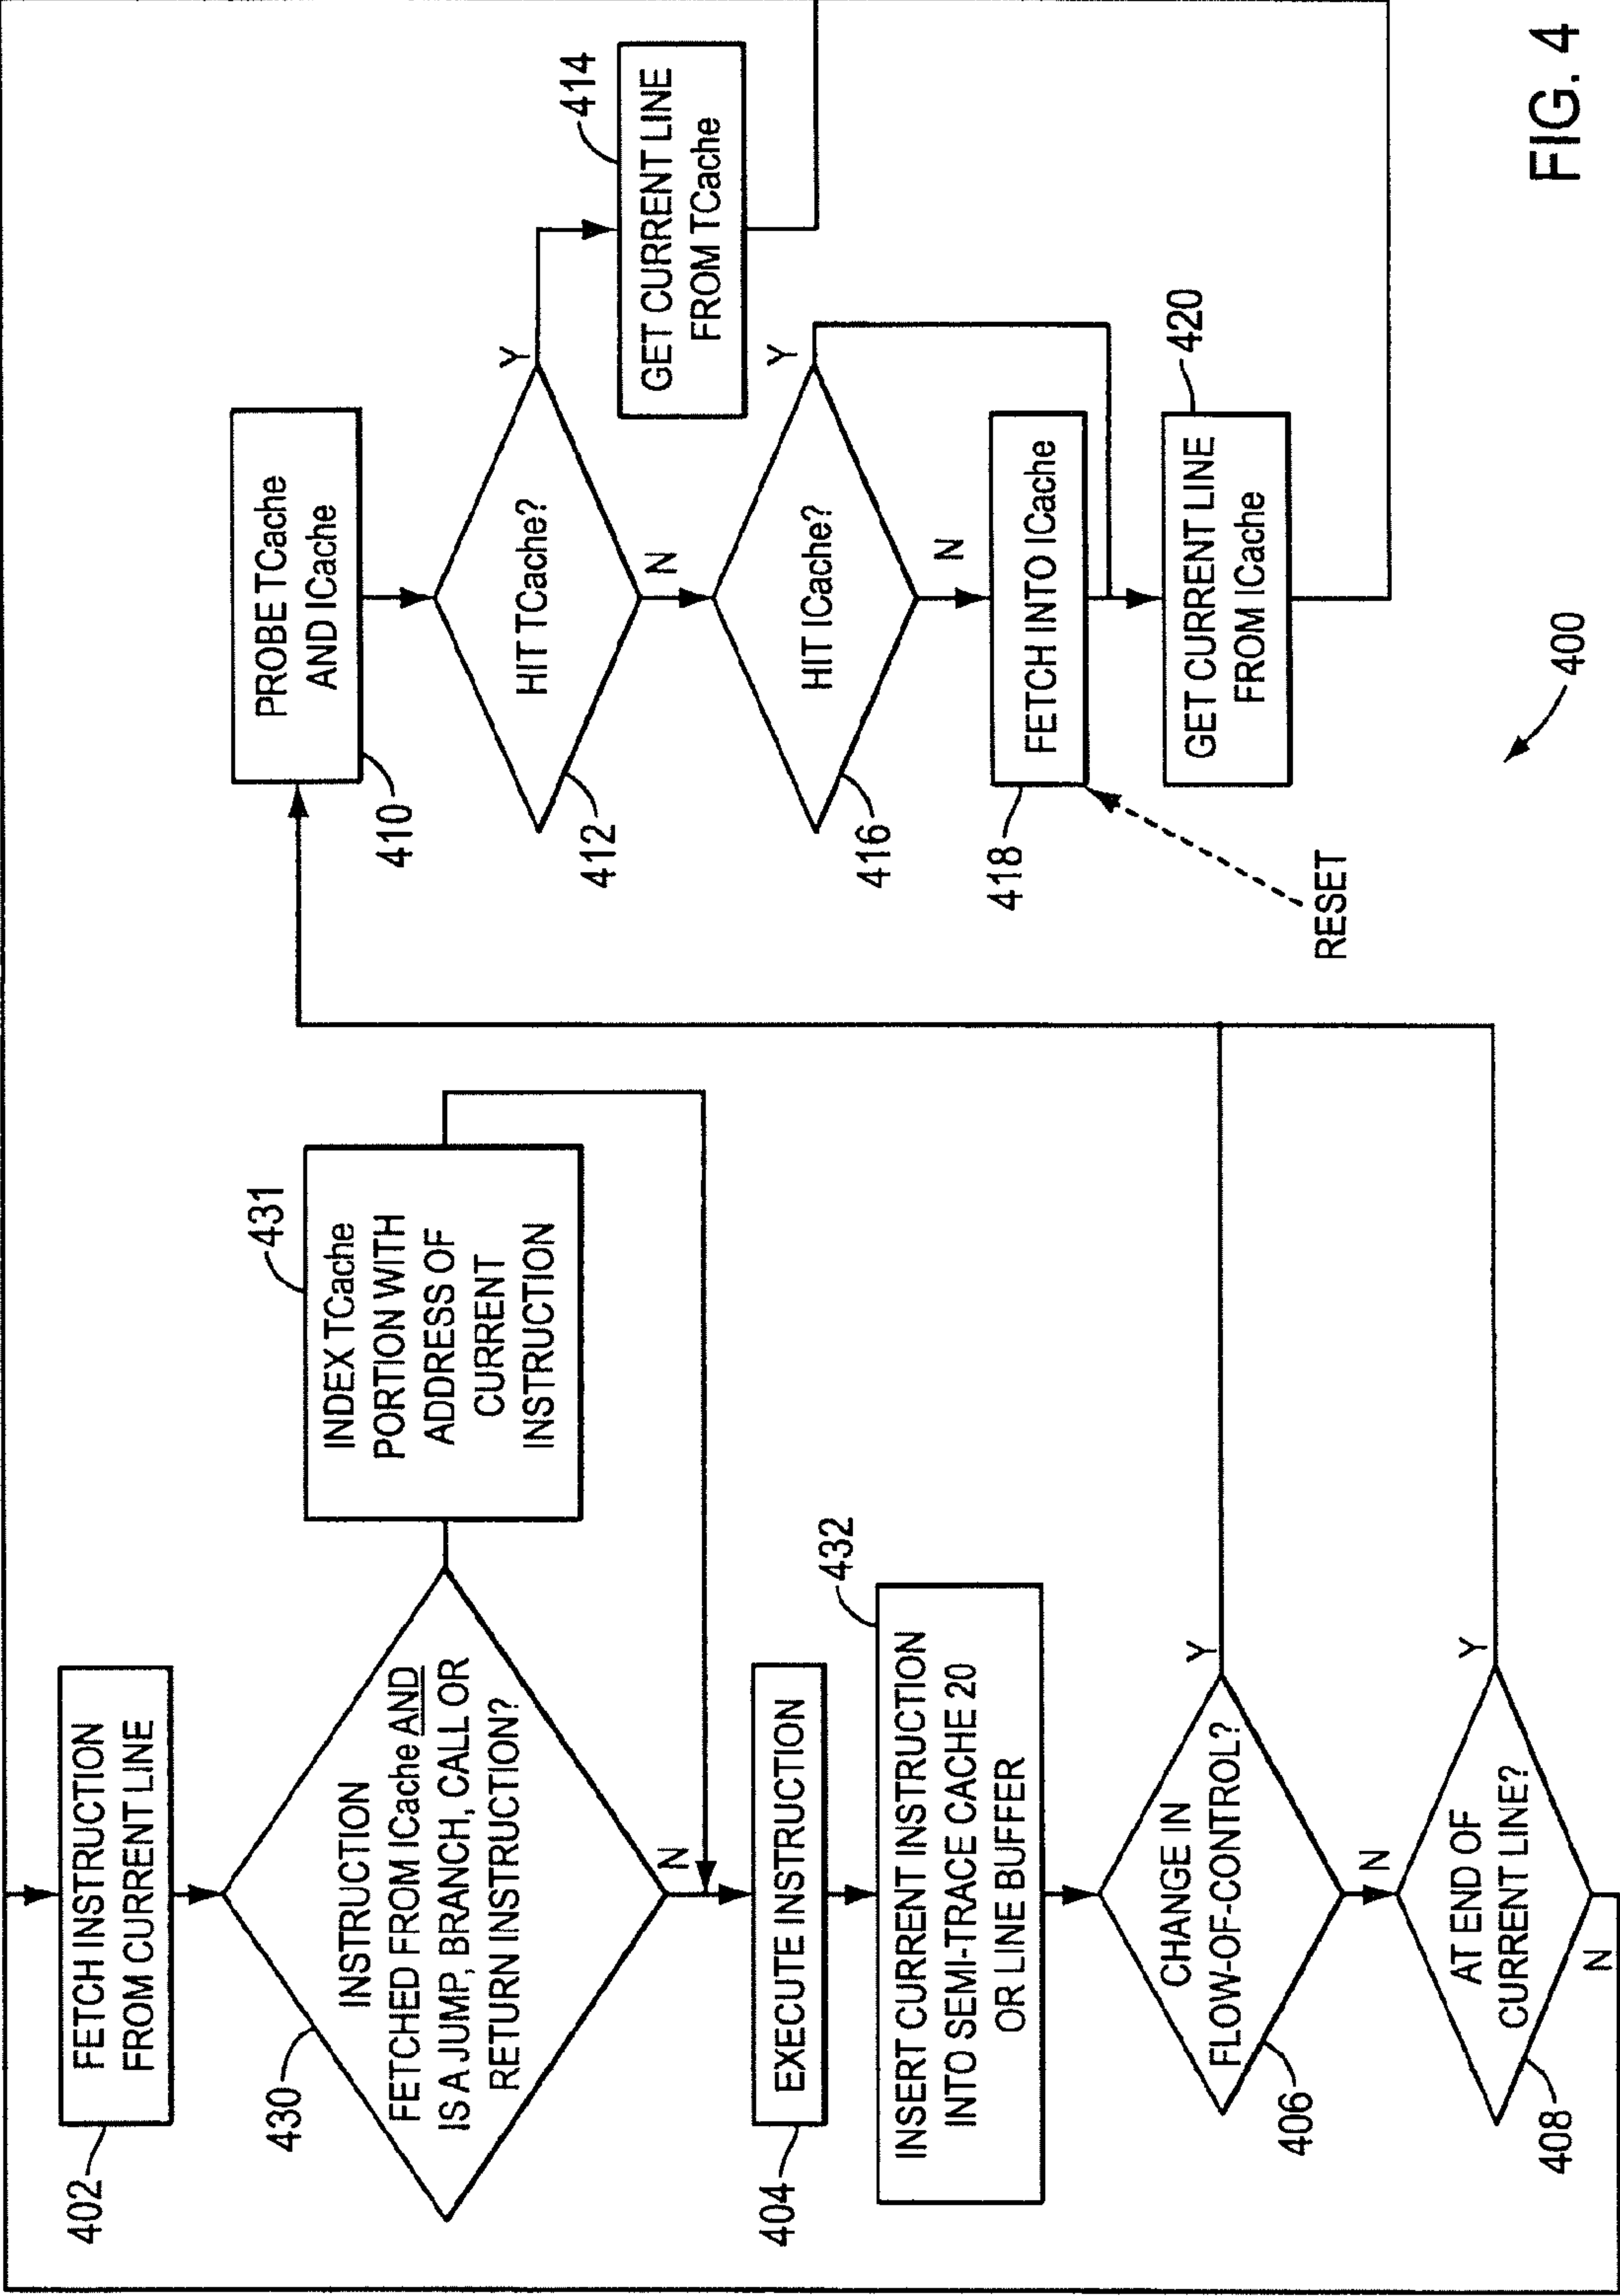 402
FETCH INSTRUCTION
FROM CURRENT LINE
430
INSTRUCTION
FETCHED FROM ICache AND
IS A JUMP, BRANCH, CALL OR
RETURN INSTRUCTION?
N
431
INDEX TCache
PORTION WITH
ADDRESS OF
CURRENT
INSTRUCTION
404
EXECUTE INSTRUCTION
432
INSERT CURRENT INSTRUCTION
INTO SEMI-TRACE CACHE 20
OR LINE BUFFER
CHANGE IN
FLOW-OF-CONTROL?
Y
406
N
AT END OF
CURRENT LINE?
Y
408
N
PROBE TCache
AND ICache
410
HIT TCache?
Y
412
N
414
GET CURRENT LINE
FROM TCache
HIT ICache?
Y
416
N
418
FETCH INTO ICache
RESET
420
GET CURRENT LINE
FROM ICache
400
FIG. 4